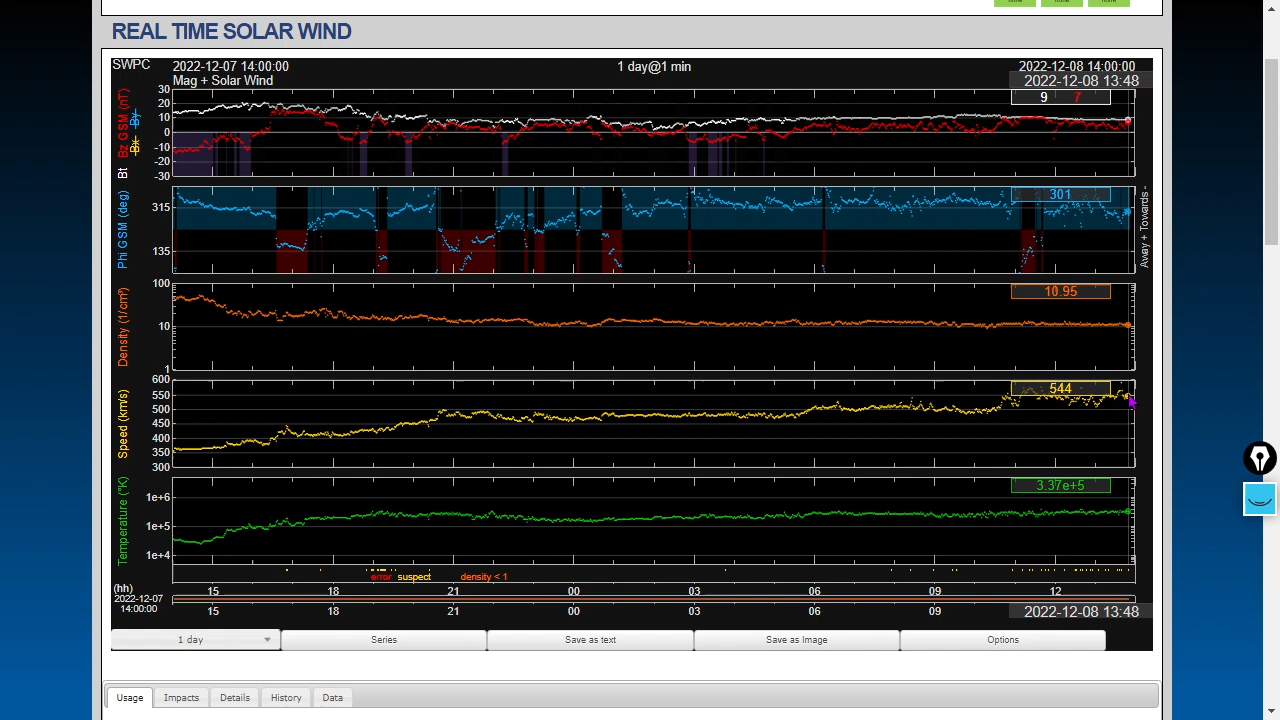 none none none
REAL TIME SOLAR WIND
SWPC 2022-12-07 14:00:00 1 day@1 min 2022-12-08 14:00:00
Mag + Solar Wind 2022-12-08 13:48
Bt Bz GSM (nT) Bx By
30
20
10
0
-10
-20
-30
9 7
Phi GSM (deg)
315
135
301
Away + Towards -
Density (1/cm³)
100
10
1
10.95
Speed (km/s)
600
550
500
450
400
350
300
544
Temperature (°K)
1e+6
1e+5
1e+4
3.37e+5
error suspect density < 1
(hh) 15 18 21 00 03 06 09 12
2022-12-07
14:00:00 15 18 21 00 03 06 09 2022-12-08 13:48
1 day Series Save as text Save as Image Options
Usage Impacts Details History Data